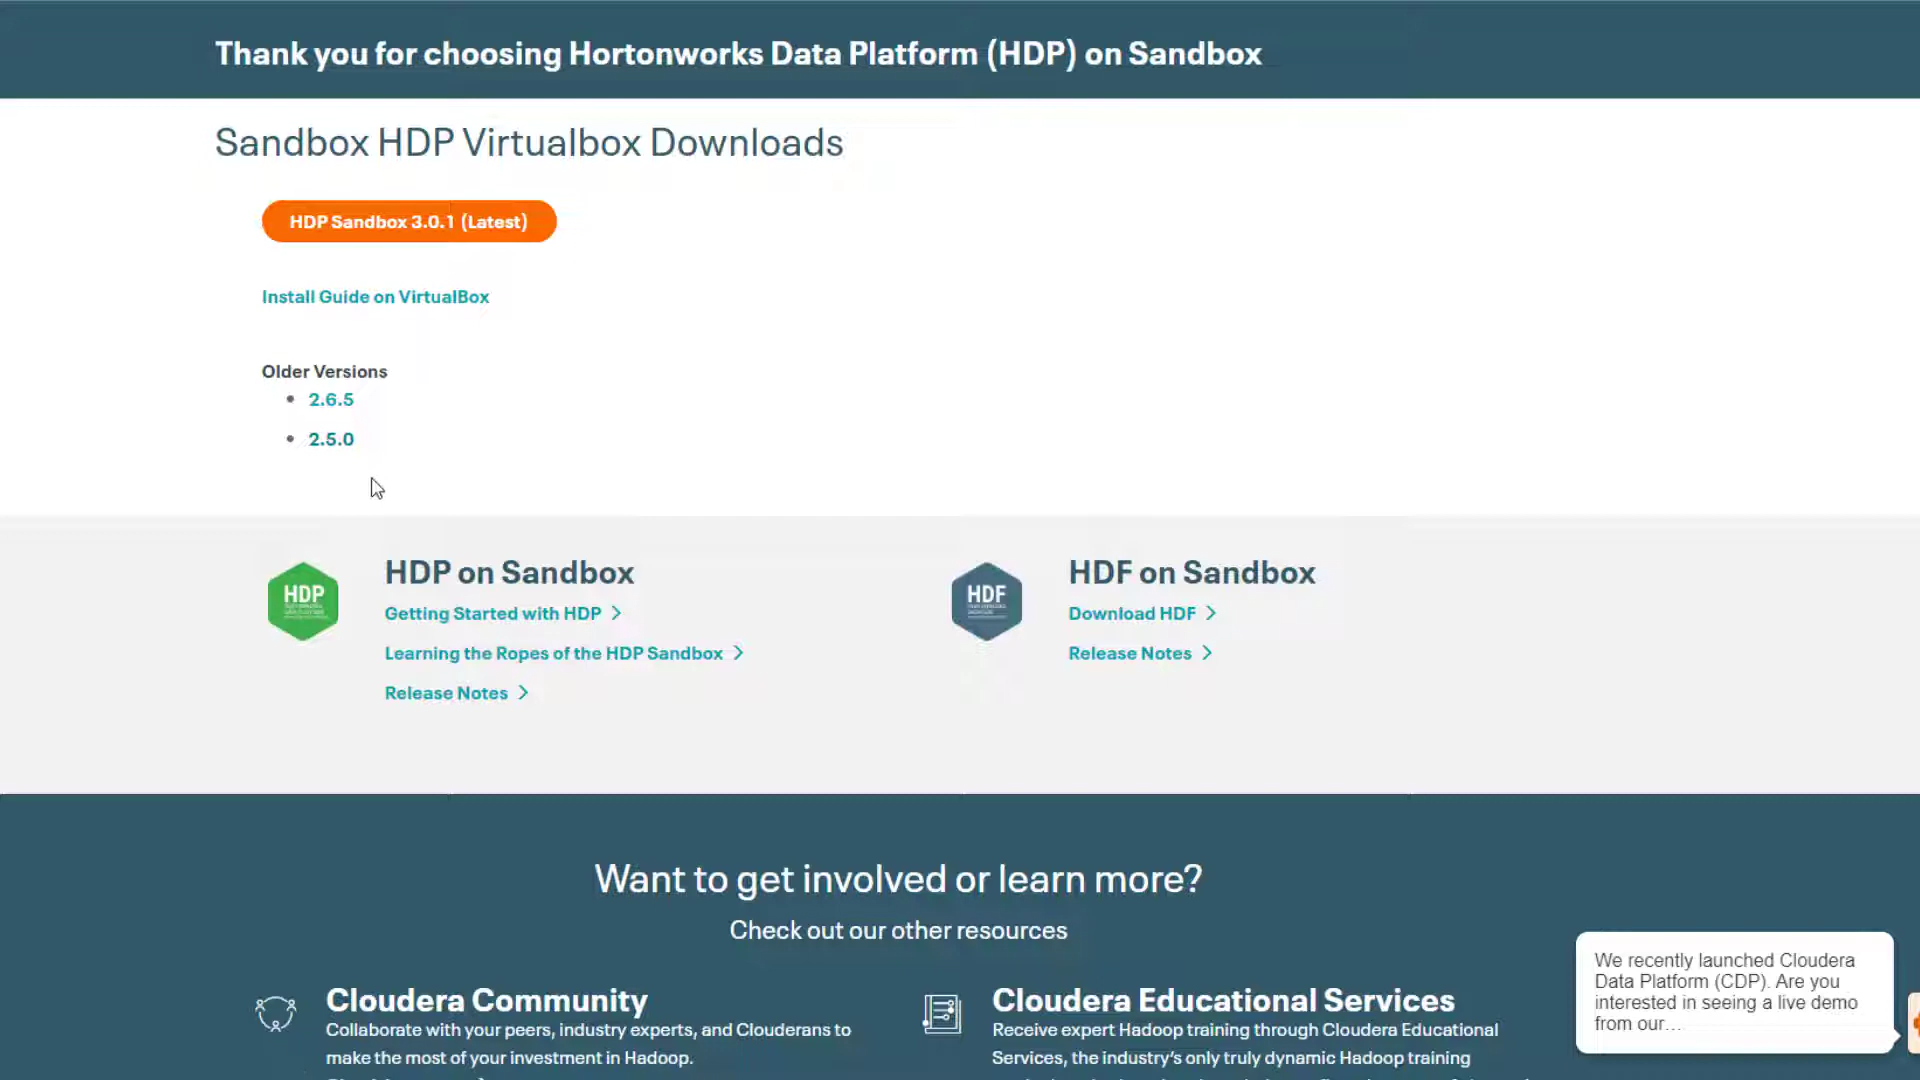 Thank you for choosing Hortonworks Data Platform (HDP) on Sandbox
Sandbox HDP Virtualbox Downloads
HDP Sandbox 3.0.1 (Latest)
Install Guide on VirtualBox
Older Versions
2.6.5
2.5.0
HDP
HDP on Sandbox
Getting Started with HDP
Learning the Ropes of the HDP Sandbox
Release Notes
HDF
HDF on Sandbox
Download HDF
Release Notes
Want to get involved or learn more?
Check out our other resources
Cloudera Community
Collaborate with your peers, industry experts, and Clouderans to
make the most of your investment in Hadoop.
Cloudera Educational Services
Receive expert Hadoop training through Cloudera Educational
Services, the industry's only truly dynamic Hadoop training
We recently launched Cloudera
Data Platform (CDP). Are you
interested in seeing a live demo
from our...